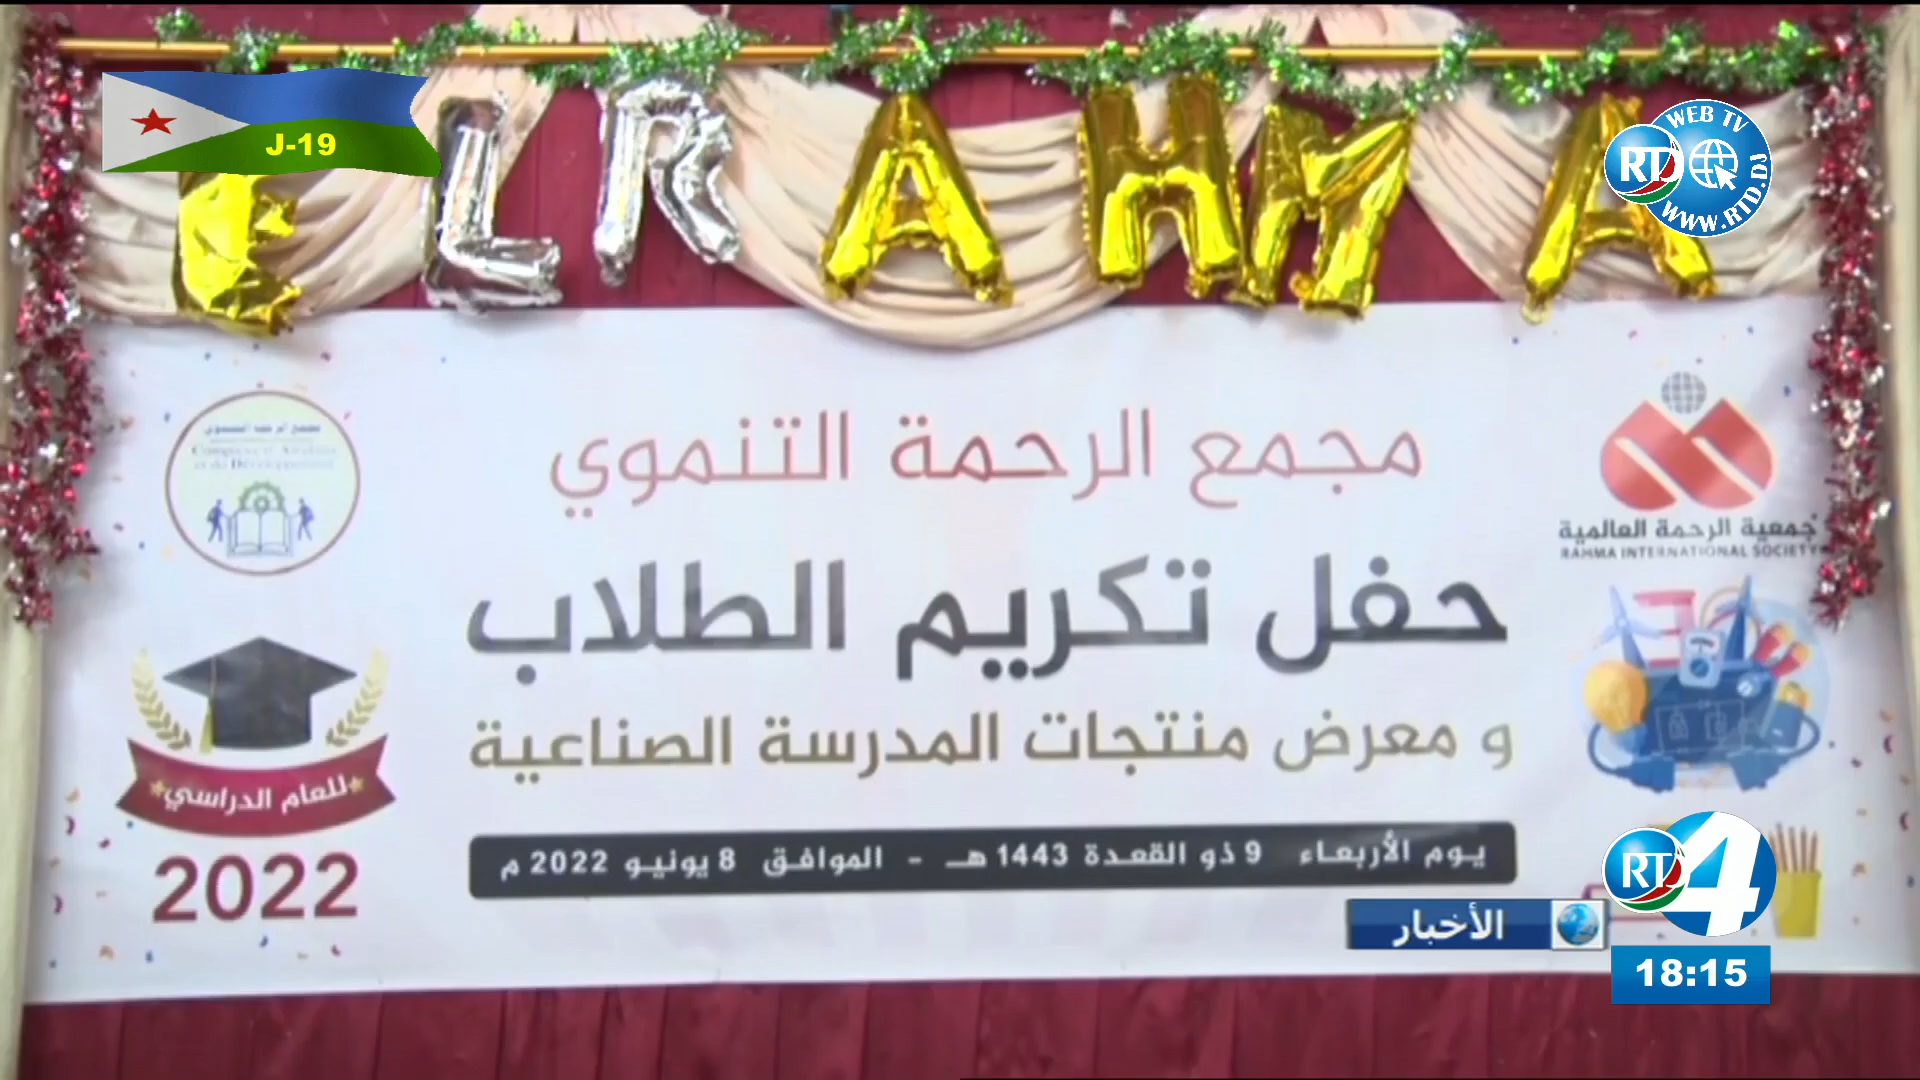 J-19
EL RAHMA
WEB TV
RTD
WWW.RTD.DJ
مجمع الرحمة التنموي
جمعية الرحمة العالمية
RAHMA INTERNATIONAL SOCIETY
حفل تكريم الطلاب
و معرض منتجات المدرسة الصناعية
للعام الدراسي
2022
يوم الأربعاء 9 ذو القعدة 1443 هـ - الموافق 8 يونيو 2022 م
RTD 4
الأخبار
18:15